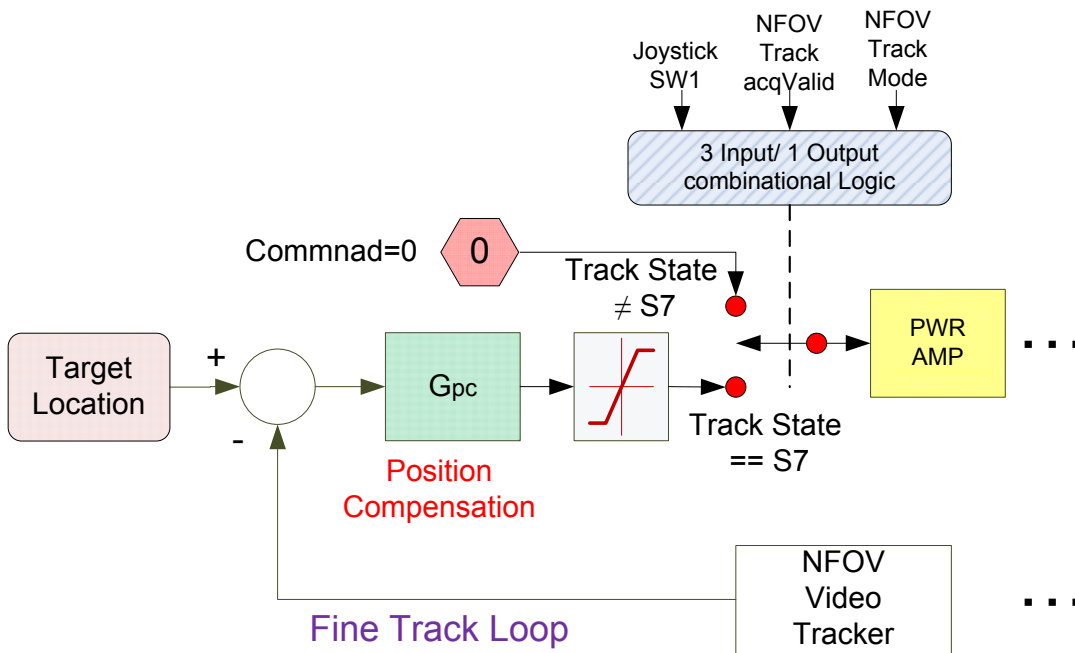 Joystick
SW1
NFOV
Track
acqValid
NFOV
Track
Mode
3 Input/ 1 Output
combinational Logic
Commnad=0
0
Track State
≠ S7
Target
Location
+
-
Gpc
Position
Compensation
PWR
AMP
. . .
Track State
== S7
Fine Track Loop
NFOV
Video
Tracker
. . .